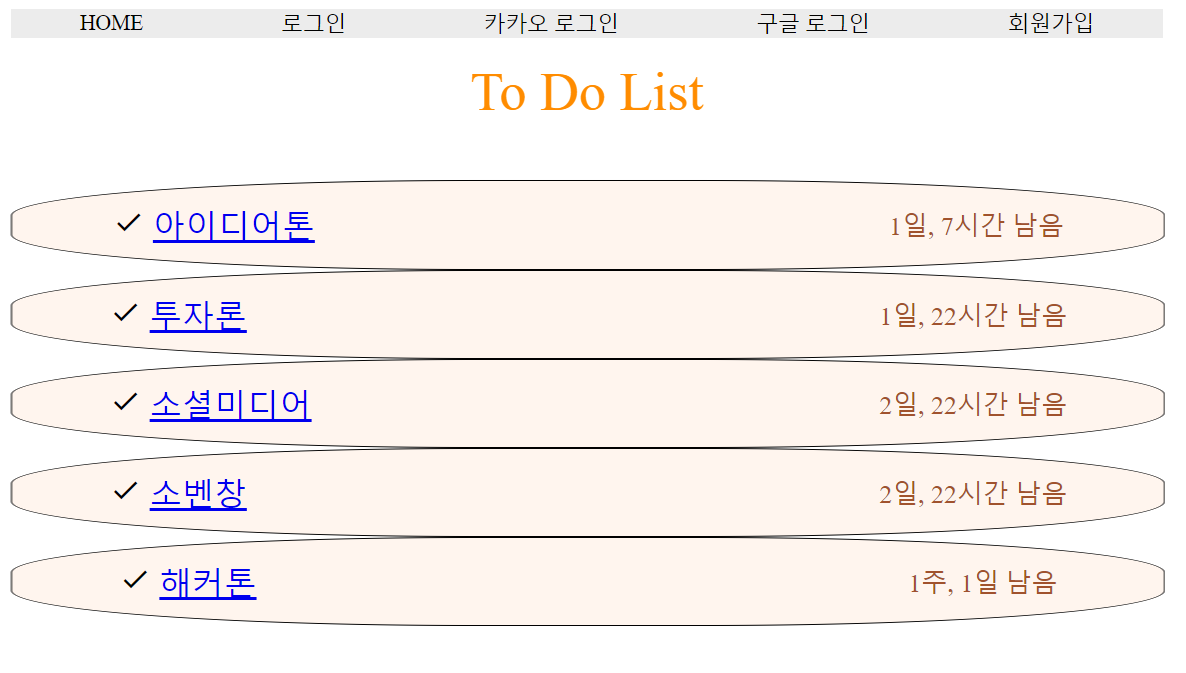 HOME 로그인 카카오 로그인 구글 로그인 회원가입
To Do List
아이디어톤 1일, 7시간 남음
투자론 1일, 22시간 남음
소셜미디어 2일, 22시간 남음
소벤창 2일, 22시간 남음
해커톤 1주, 1일 남음